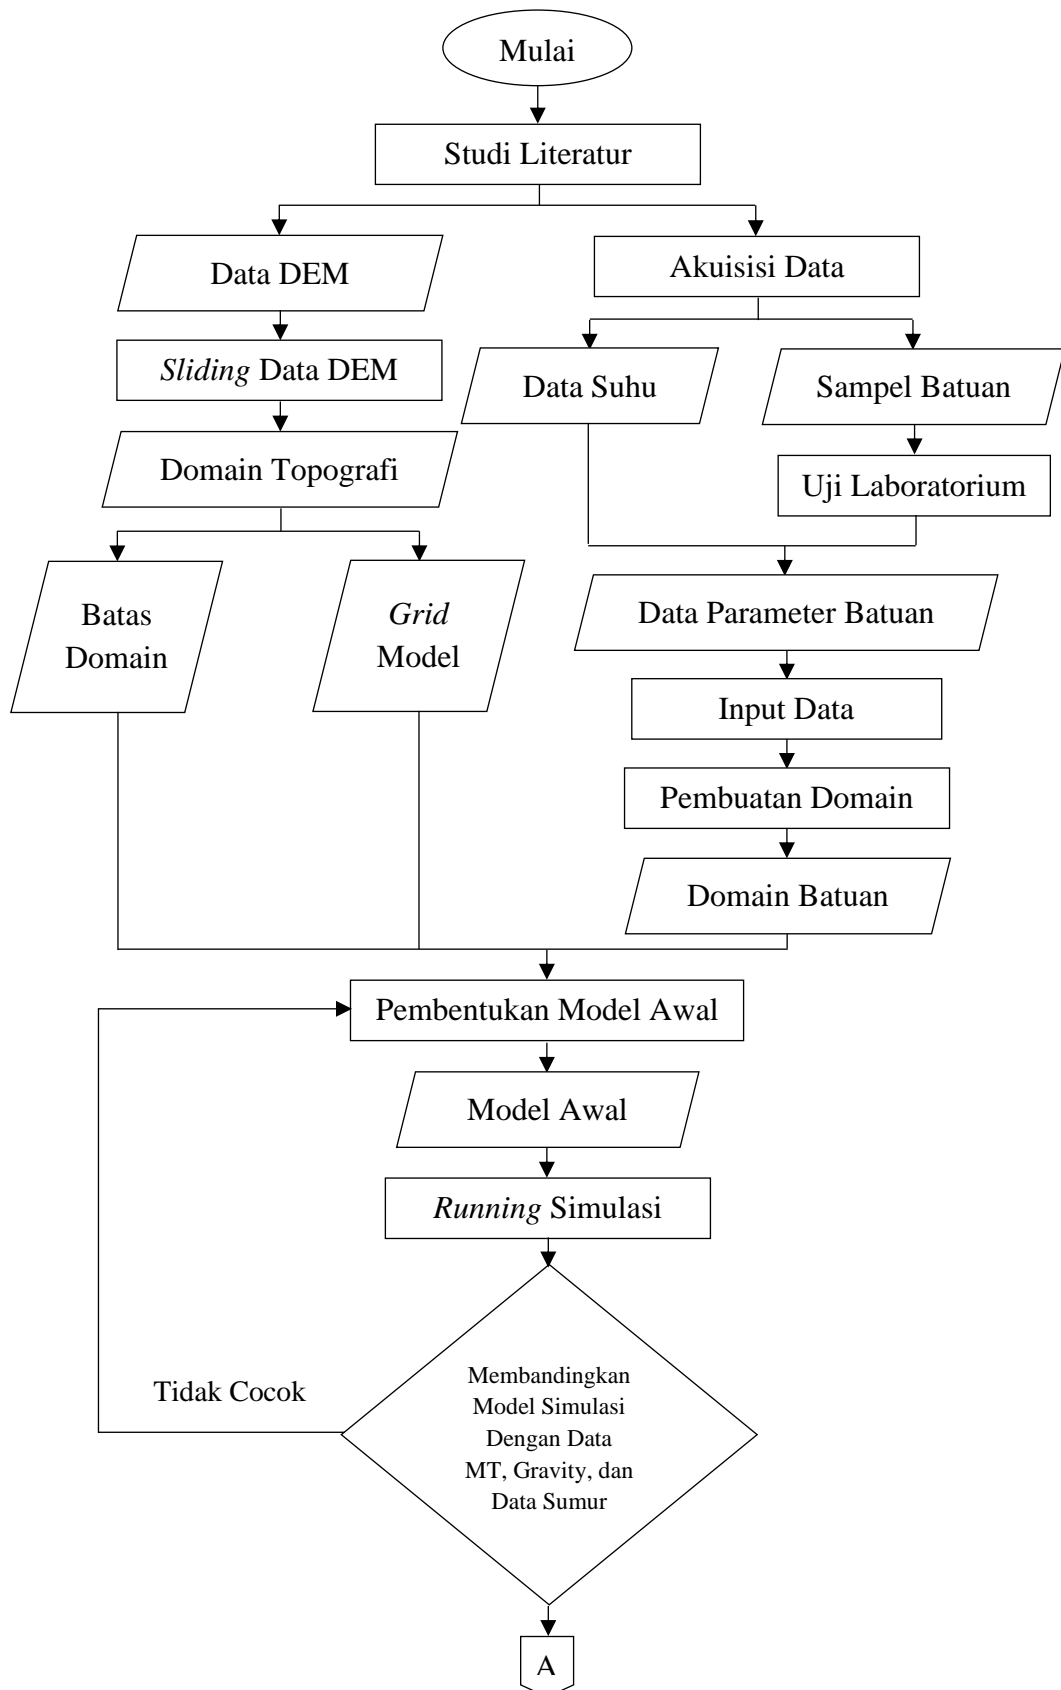 Mulai
Studi Literatur
Data DEM
Akuisisi Data
Sliding Data DEM
Data Suhu
Sampel Batuan
Domain Topografi
Uji Laboratorium
Batas
Domain
Grid
Model
Data Parameter Batuan
Input Data
Pembuatan Domain
Domain Batuan
Pembentukan Model Awal
Model Awal
Running Simulasi
Tidak Cocok
Membandingkan
Model Simulasi
Dengan Data
MT, Gravity, dan
Data Sumur
A